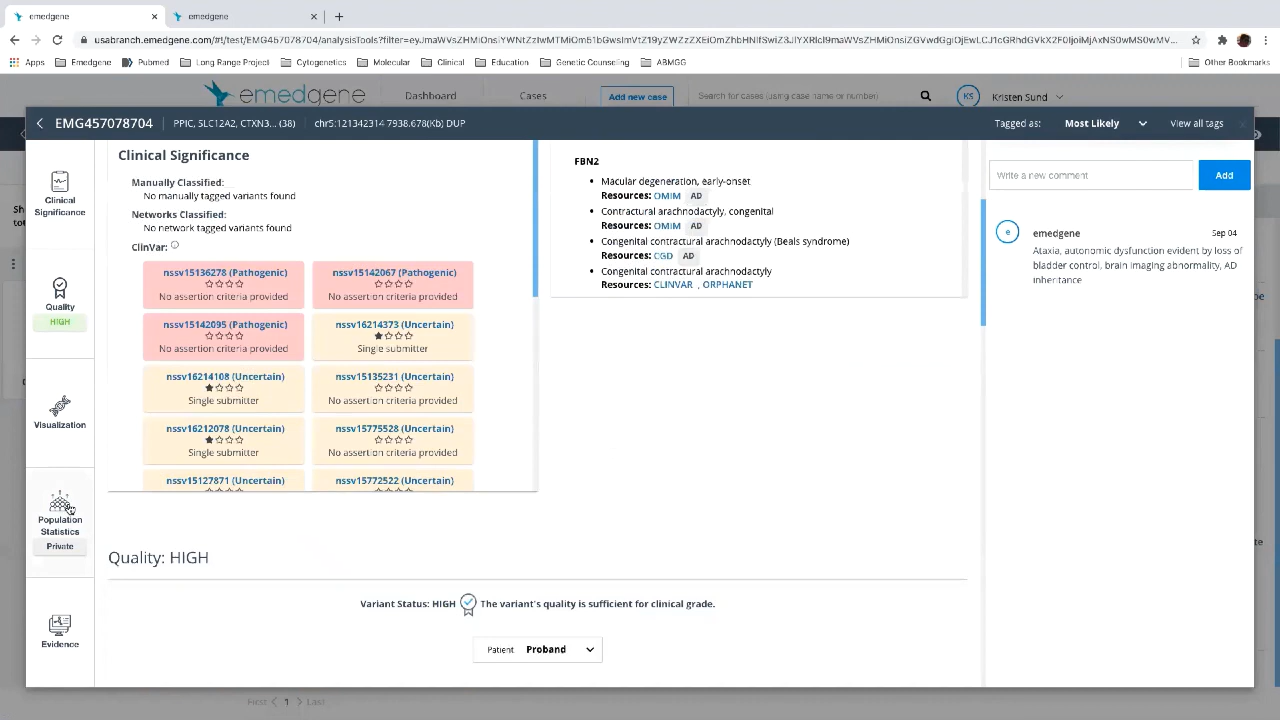 emedgene
emedgene
usabranch.emedgene.com/#t/test/EMG457078704/analysisTools?filter=
Apps Emedgene Pubmed Long Range Project Cytogenetics Molecular Clinical Education Genetic Counseling ABMGG Other Bookmarks
emedgene Dashboard Cases Add new case Search for cases (using case name or number) KS Kristen Sund
EMG457078704 PPIC, SLC12A2, CTXN3... (38) chr5:121342314 7938.678(Kb) DUP Tagged as: Most Likely View all tags
Clinical
Significance
Quality
HIGH
Visualization
Population
Statistics
Private
Evidence
Clinical Significance
Manually Classified:
No manually tagged variants found
Networks Classified:
No network tagged variants found
ClinVar:
nssv15136278 (Pathogenic) nssv15142067 (Pathogenic)
No assertion criteria provided No assertion criteria provided
nssv15142095 (Pathogenic) nssv16214373 (Uncertain)
No assertion criteria provided Single submitter
nssv16214108 (Uncertain) nssv15135231 (Uncertain)
Single submitter No assertion criteria provided
nssv16212078 (Uncertain) nssv15775528 (Uncertain)
Single submitter No assertion criteria provided
nssv15127871 (Uncertain) nssv15772522 (Uncertain)
FBN2
Macular degeneration, early-onset
Resources: OMIM AD
Contractural arachnodactyly, congenital
Resources: OMIM AD
Congenital contractural arachnodactyly (Beals syndrome)
Resources: CGD AD
Congenital contractural arachnodactyly
Resources: CLINVAR , ORPHANET
Write a new comment Add
e emedgene Sep 04
Ataxia, autonomic dysfunction evident by loss of
bladder control, brain imaging abnormality, AD
inheritance
Quality: HIGH
Variant Status: HIGH The variant's quality is sufficient for clinical grade.
Patient Proband
First 1 Last